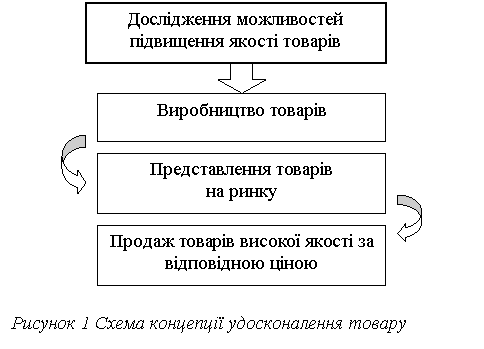 Дослідження можливостей
підвищення якості товарів
Виробництво товарів
Представлення товарів
на ринку
Продаж товарів високої якості за
відповідною ціною
Рисунок 1 Схема концепції удосконалення товару